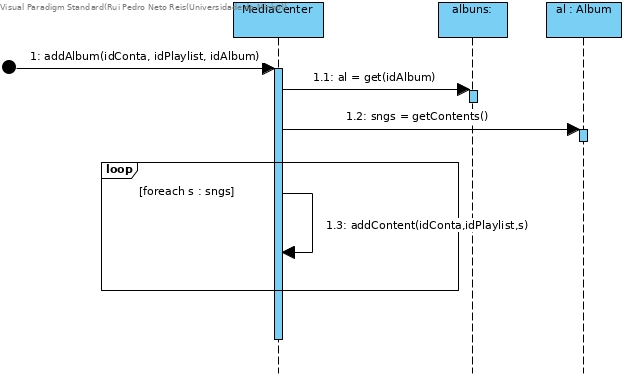 Visual Paradigm Standard(Rui Pedro Neto Reis(Universidade
MediaCenter
albuns:
al : Album
1: addAlbum(idConta, idPlaylist, idAlbum)
1.1: al = get(idAlbum)
1.2: sngs = getContents()
loop
[foreach s : sngs]
1.3: addContent(idConta,idPlaylist,s)